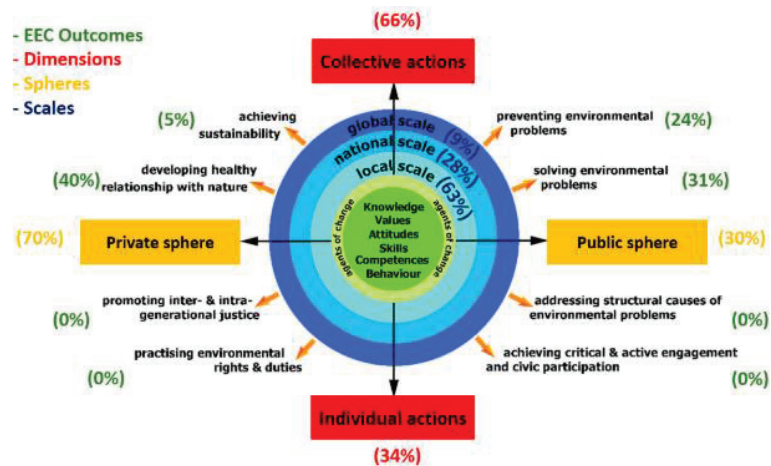 (66%)
- EEC Outcomes
- Dimensions
- Spheres
- Scales
Collective actions
(5%)
achieving
sustainability
global scale
(9%)
preventing environmental
problems
(24%)
national scale
(28%)
(40%)
developing healthy
relationship with nature
local scale
(63%)
solving environmental
problems
(31%)
(70%)
Private sphere
agents of change
Knowledge
Values
Attitudes
Skills
Competences
Behaviour
agents of change
Public sphere
(30%)
(0%)
promoting inter- & intra-
generational justice
addressing structural causes of
environmental problems
(0%)
(0%)
practising environmental
rights & duties
achieving critical & active engagement
and civic participation
(0%)
Individual actions
(34%)